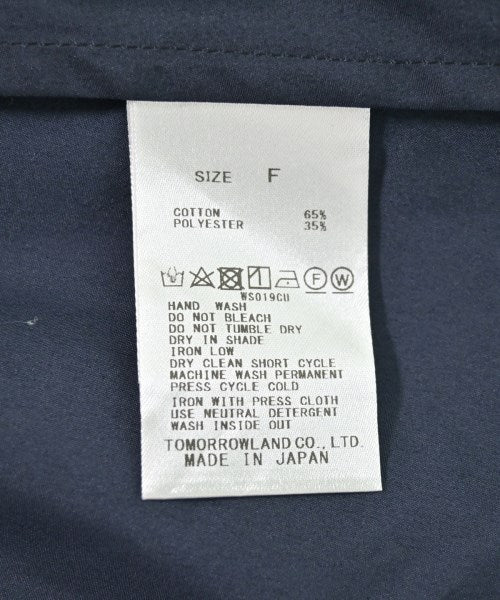 SIZE F
COTTON 65%
POLYESTER 35%
F W
WS019CU
HAND WASH
DO NOT BLEACH
DO NOT TUMBLE DRY
DRY IN SHADE
IRON LOW
DRY CLEAN SHORT CYCLE
MACHINE WASH PERMANENT
PRESS CYCLE COLD
IRON WITH PRESS CLOTH
USE NEUTRAL DETERGENT
WASH INSIDE OUT
TOMORROWLAND CO., LTD.
MADE IN JAPAN